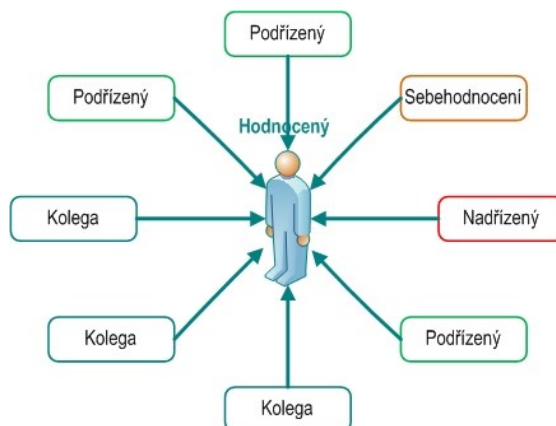 Podřízený
Podřízený
Sebehodnocení
Hodnocený
Kolega
Nadřízený
Kolega
Podřízený
Kolega